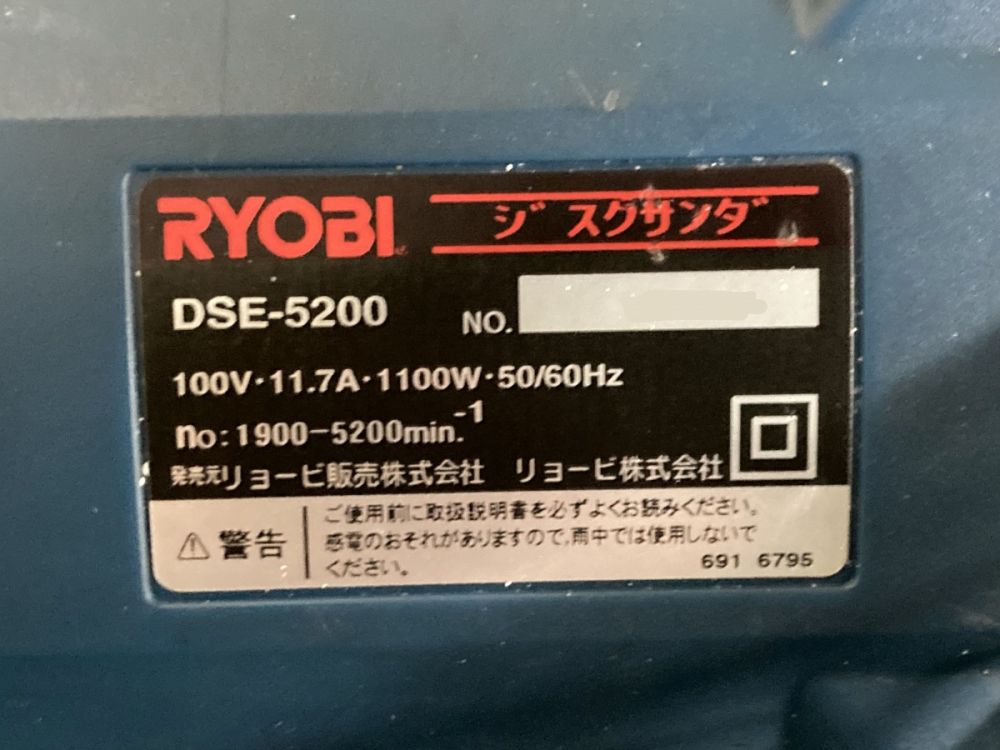 RYOBI
ジスクサンダ
DSE-5200
NO.
100V·11.7A·1100W·50/60Hz
no:1900-5200min.⁻¹
発売元リョービ販売株式会社 リョービ株式会社
⚠警告
ご使用前に取扱説明書を必ずよくお読みください。
感電のおそれがありますので,雨中では使用しないで
ください。
691 6795